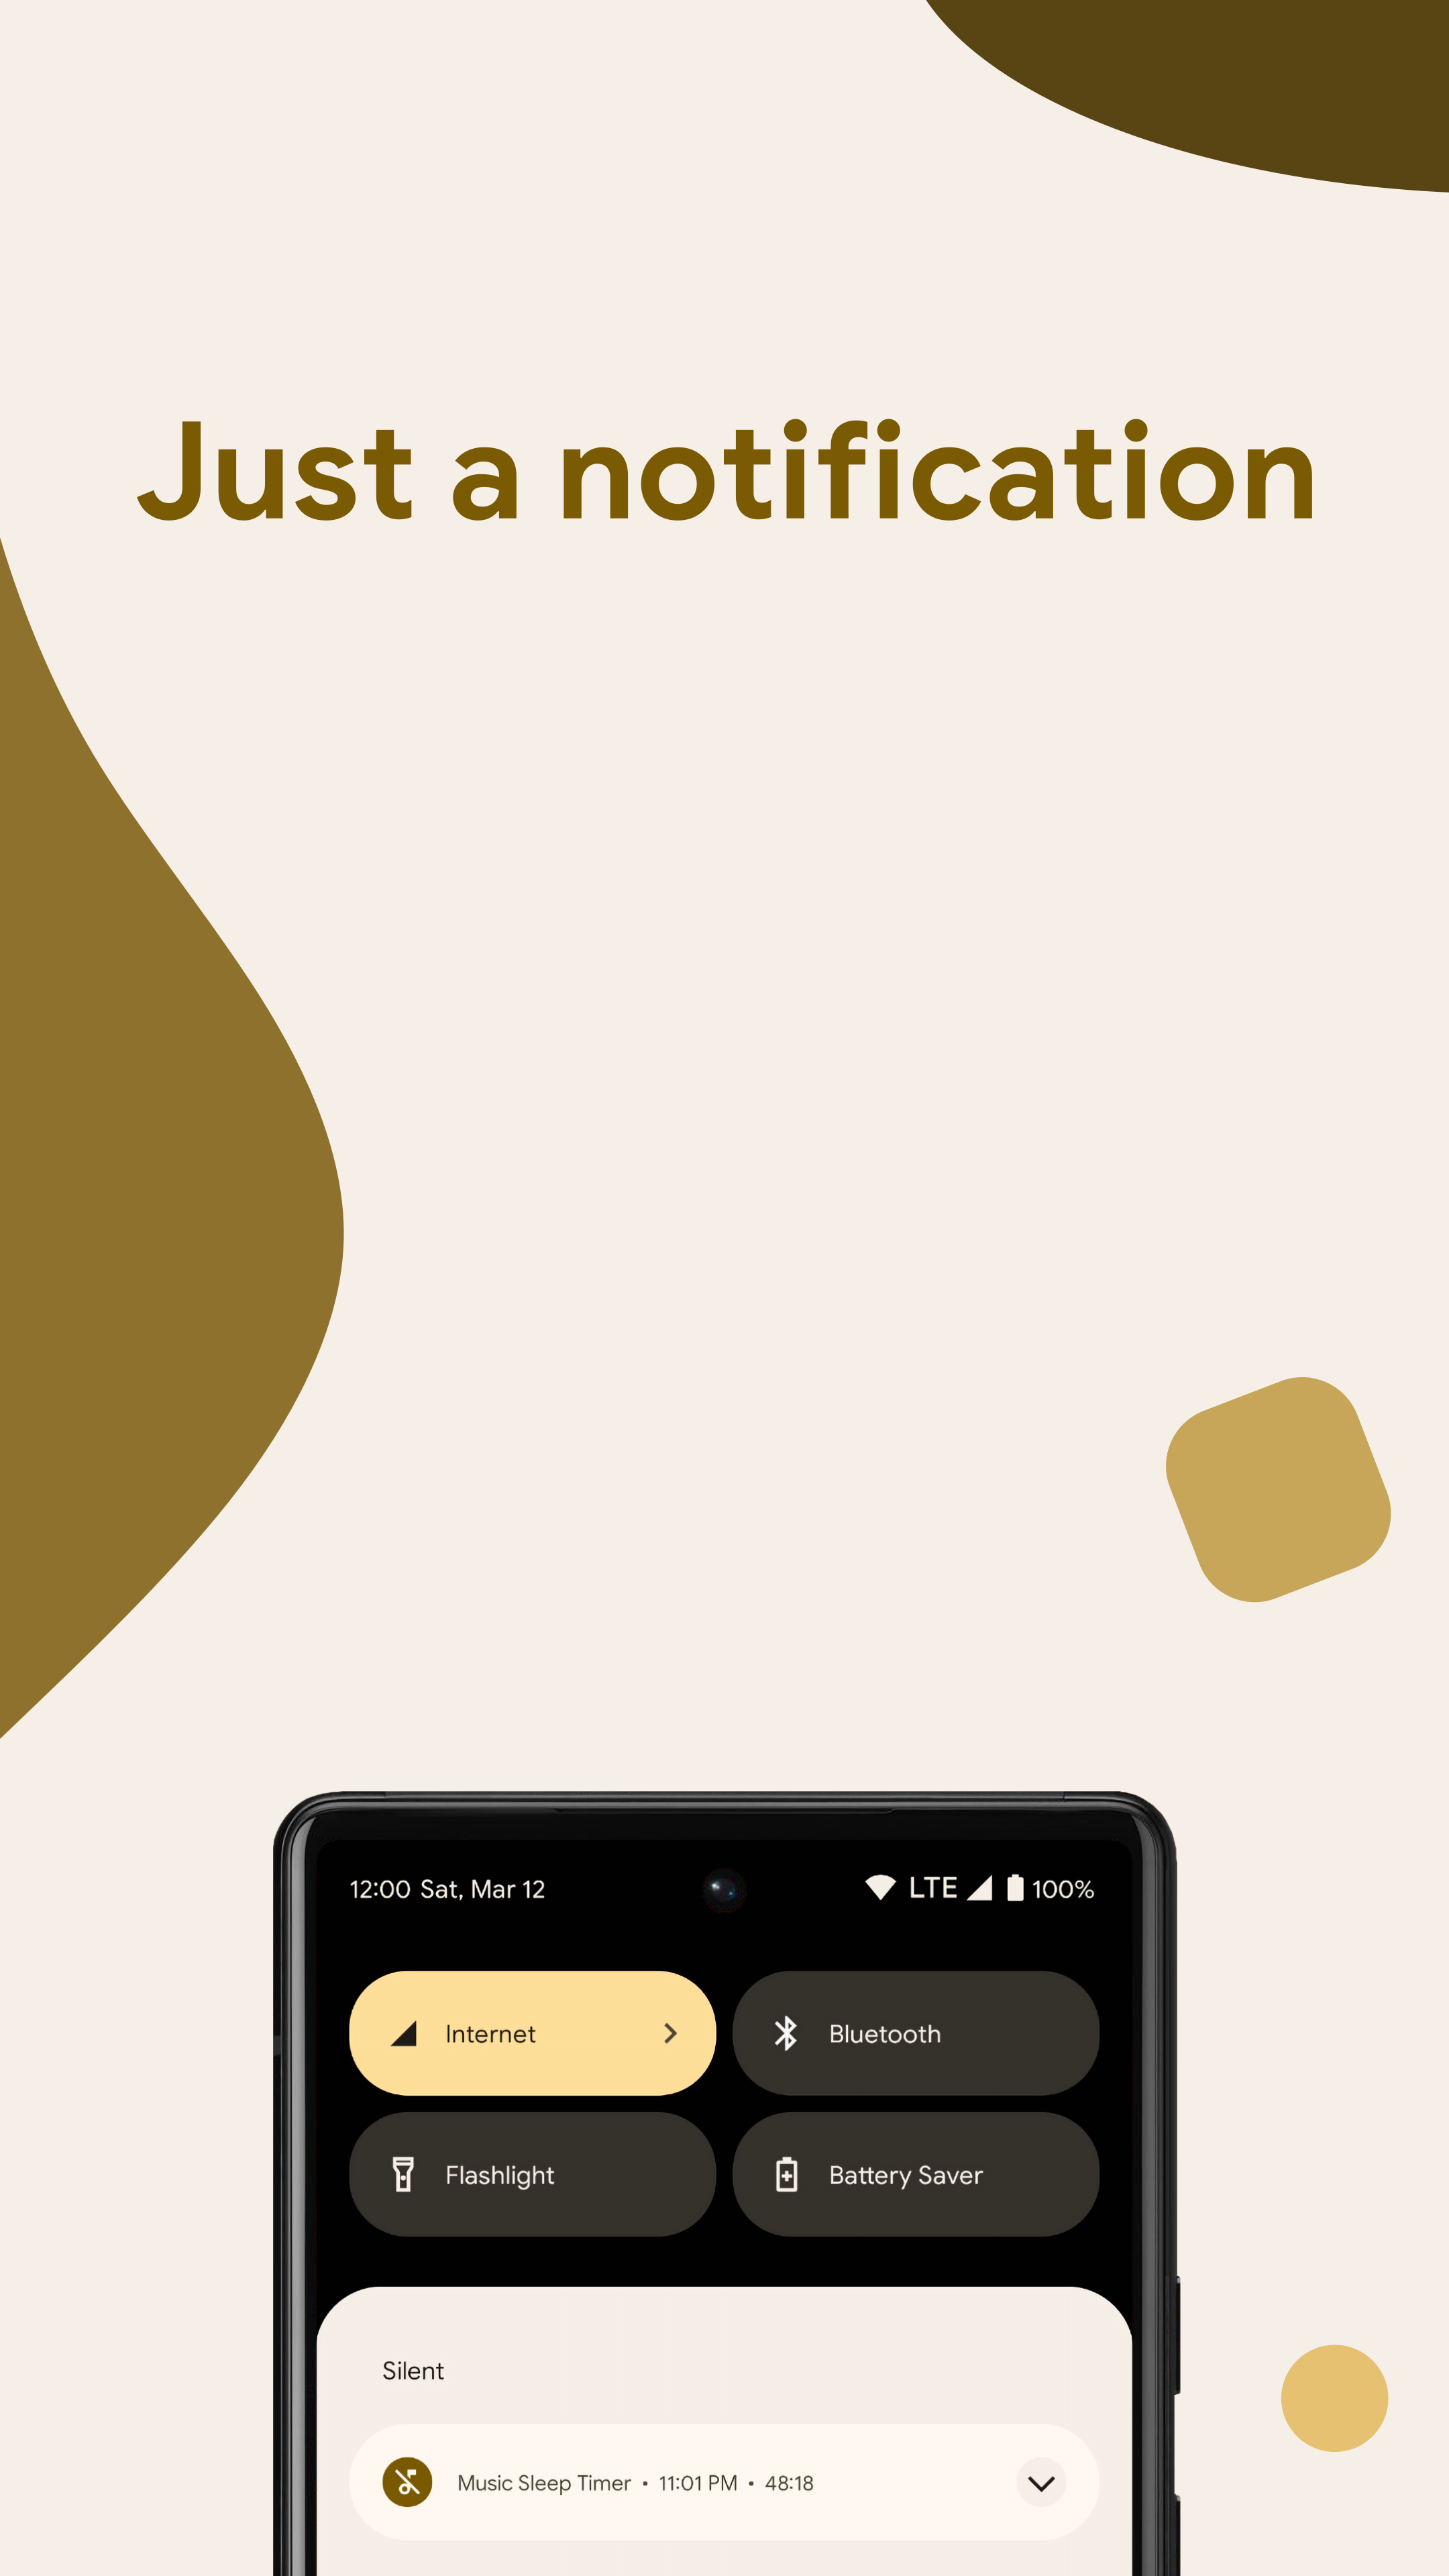 Just a notification
12:00 Sat, Mar 12 LTE 100%
Internet Bluetooth
Flashlight Battery Saver
Silent
Music Sleep Timer • 11:01 PM • 48:18